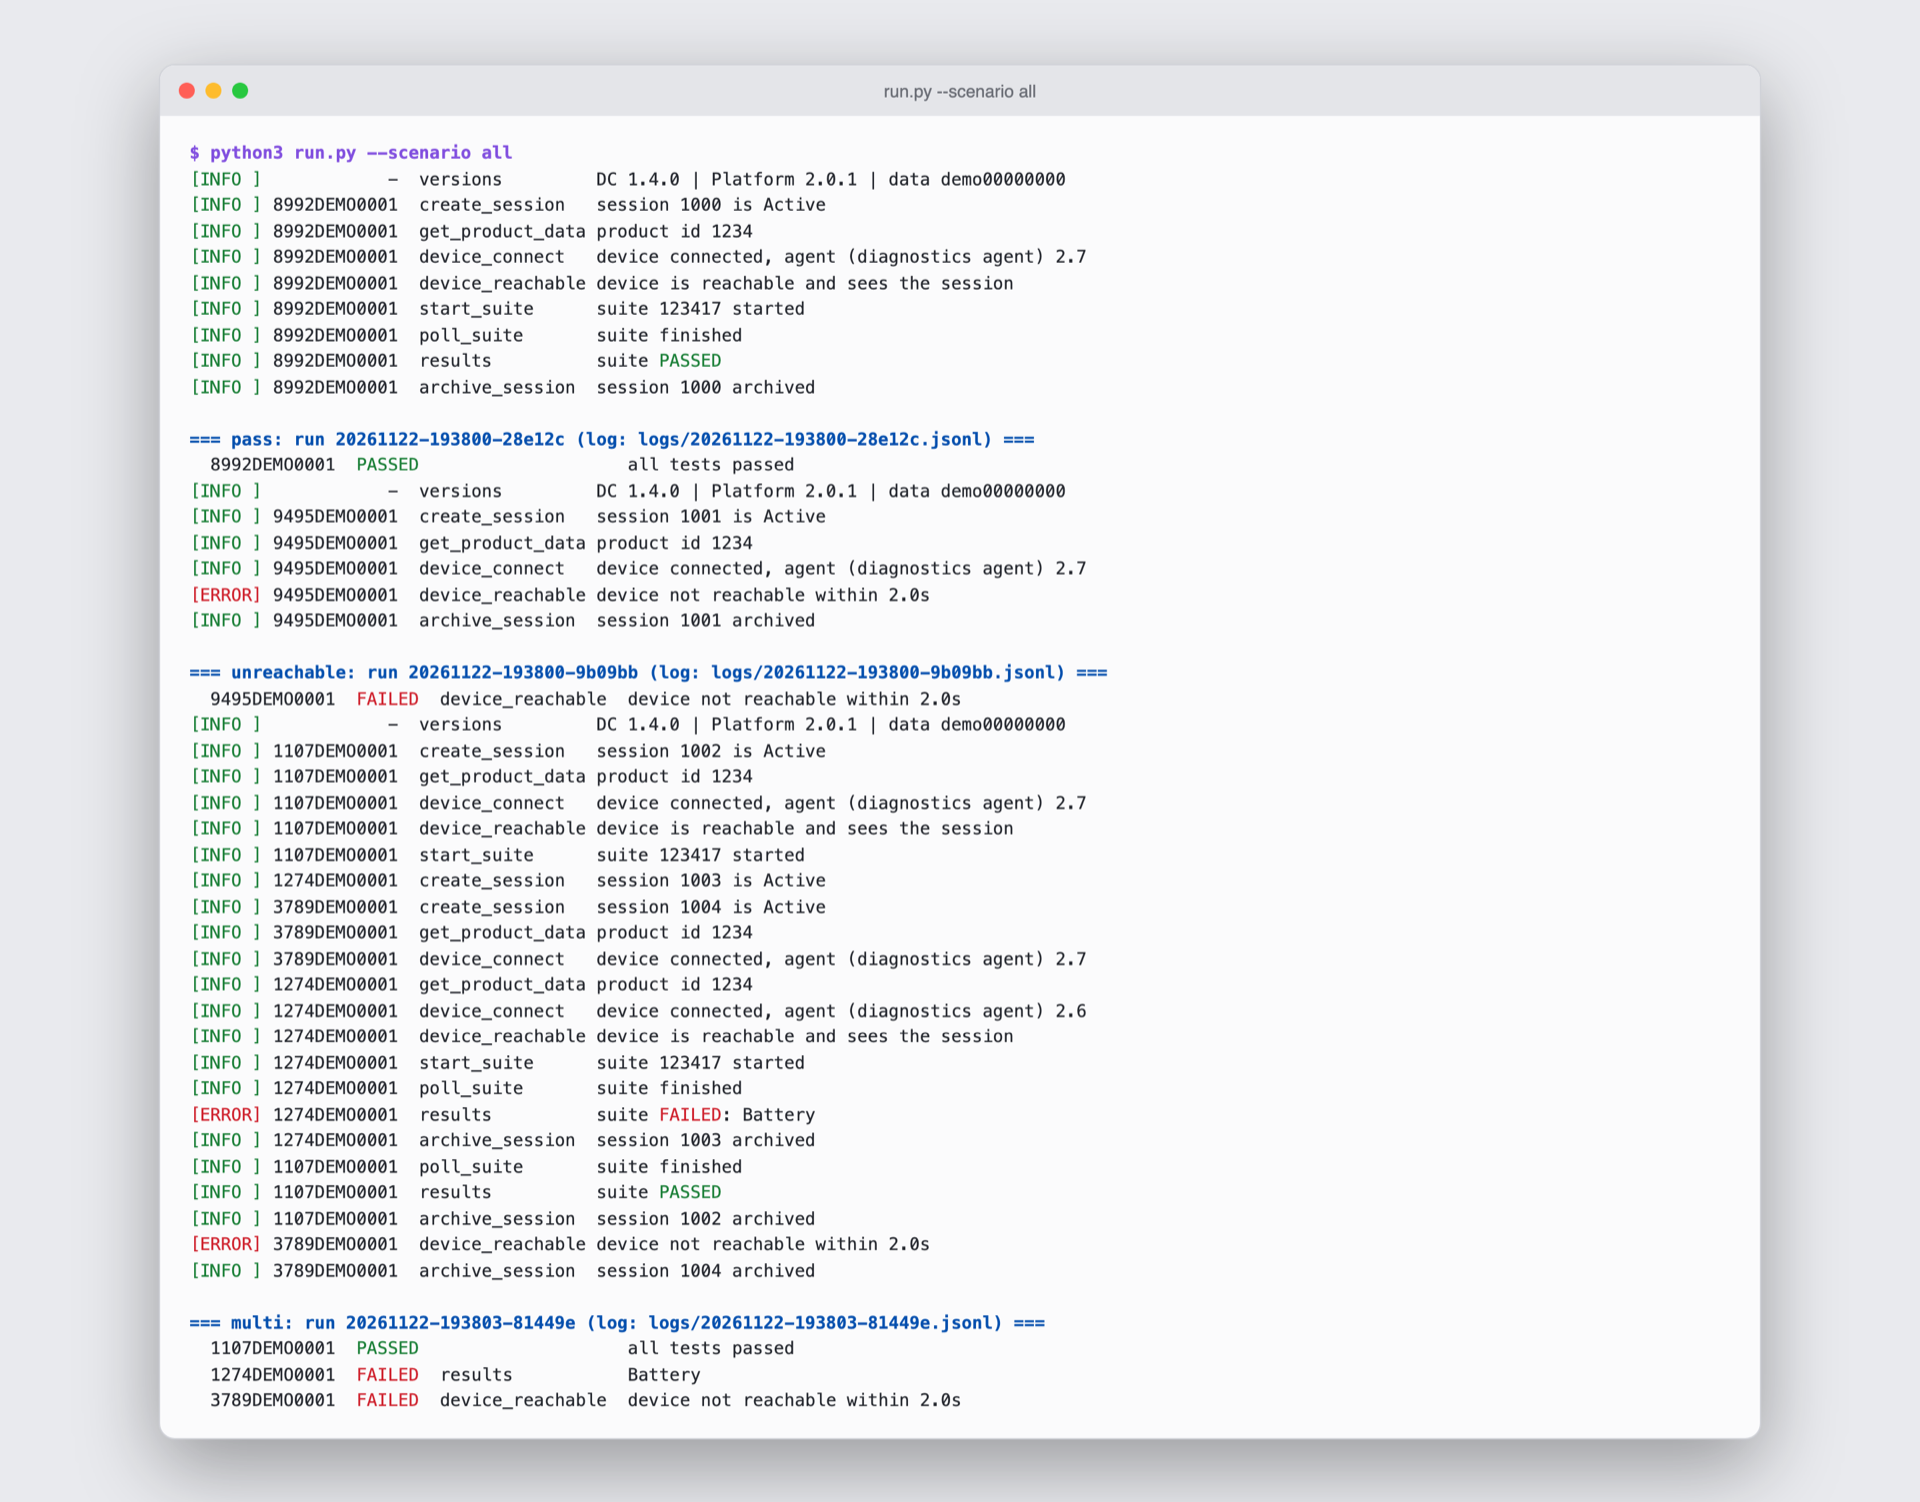 run.py --scenario all
$ python3 run.py --scenario all
[INFO ]            –  versions         DC 1.4.0 | Platform 2.0.1 | data demo00000000
[INFO ] 8992DEMO0001  create_session   session 1000 is Active
[INFO ] 8992DEMO0001  get_product_data product id 1234
[INFO ] 8992DEMO0001  device_connect   device connected, agent (diagnostics agent) 2.7
[INFO ] 8992DEMO0001  device_reachable device is reachable and sees the session
[INFO ] 8992DEMO0001  start_suite      suite 123417 started
[INFO ] 8992DEMO0001  poll_suite       suite finished
[INFO ] 8992DEMO0001  results          suite PASSED
[INFO ] 8992DEMO0001  archive_session  session 1000 archived
=== pass: run 20261122-193800-28e12c (log: logs/20261122-193800-28e12c.jsonl) ===
  8992DEMO0001  PASSED                    all tests passed
[INFO ]            –  versions         DC 1.4.0 | Platform 2.0.1 | data demo00000000
[INFO ] 9495DEMO0001  create_session   session 1001 is Active
[INFO ] 9495DEMO0001  get_product_data product id 1234
[INFO ] 9495DEMO0001  device_connect   device connected, agent (diagnostics agent) 2.7
[ERROR] 9495DEMO0001  device_reachable device not reachable within 2.0s
[INFO ] 9495DEMO0001  archive_session  session 1001 archived
=== unreachable: run 20261122-193800-9b09bb (log: logs/20261122-193800-9b09bb.jsonl) ===
  9495DEMO0001  FAILED  device_reachable  device not reachable within 2.0s
[INFO ]            –  versions         DC 1.4.0 | Platform 2.0.1 | data demo00000000
[INFO ] 1107DEMO0001  create_session   session 1002 is Active
[INFO ] 1107DEMO0001  get_product_data product id 1234
[INFO ] 1107DEMO0001  device_connect   device connected, agent (diagnostics agent) 2.7
[INFO ] 1107DEMO0001  device_reachable device is reachable and sees the session
[INFO ] 1107DEMO0001  start_suite      suite 123417 started
[INFO ] 1274DEMO0001  create_session   session 1003 is Active
[INFO ] 3789DEMO0001  create_session   session 1004 is Active
[INFO ] 3789DEMO0001  get_product_data product id 1234
[INFO ] 3789DEMO0001  device_connect   device connected, agent (diagnostics agent) 2.7
[INFO ] 1274DEMO0001  get_product_data product id 1234
[INFO ] 1274DEMO0001  device_connect   device connected, agent (diagnostics agent) 2.6
[INFO ] 1274DEMO0001  device_reachable device is reachable and sees the session
[INFO ] 1274DEMO0001  start_suite      suite 123417 started
[INFO ] 1274DEMO0001  poll_suite       suite finished
[ERROR] 1274DEMO0001  results          suite FAILED: Battery
[INFO ] 1274DEMO0001  archive_session  session 1003 archived
[INFO ] 1107DEMO0001  poll_suite       suite finished
[INFO ] 1107DEMO0001  results          suite PASSED
[INFO ] 1107DEMO0001  archive_session  session 1002 archived
[ERROR] 3789DEMO0001  device_reachable device not reachable within 2.0s
[INFO ] 3789DEMO0001  archive_session  session 1004 archived
=== multi: run 20261122-193803-81449e (log: logs/20261122-193803-81449e.jsonl) ===
  1107DEMO0001  PASSED                    all tests passed
  1274DEMO0001  FAILED  results           Battery
  3789DEMO0001  FAILED  device_reachable  device not reachable within 2.0s